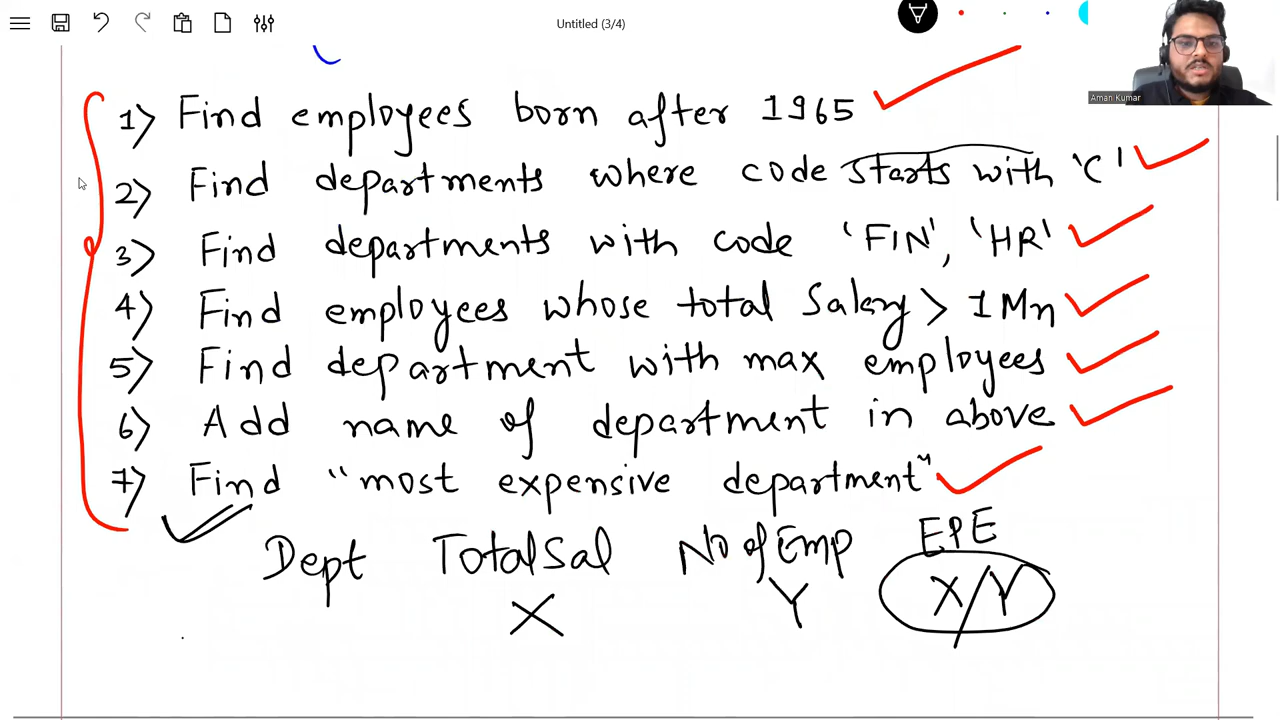 Untitled (3/4)
Aman Kumar
1) Find employees born after 1965
2) Find departments where code starts with 'C'
3) Find departments with code 'FIN', 'HR'
4) Find employees whose total Salary > 1Mn
5) Find department with max employees
6) Add name of department in above
7) Find "most expensive department"
Dept TotalSal No of Emp EPE
X Y X/Y